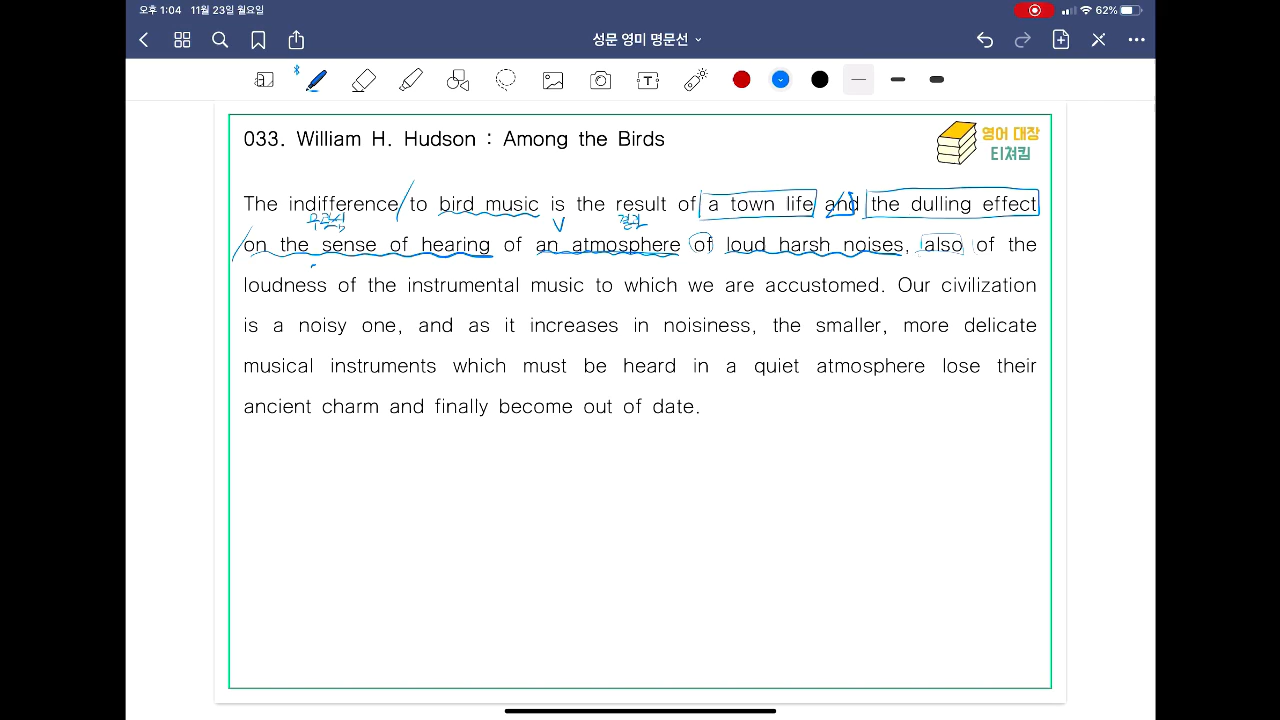 오후 1:04 11월 23일 월요일
62%
성문 영미 명문선
033. William H. Hudson : Among the Birds
영어 대장
티쳐킴
The indifference to bird music is the result of a town life and the dulling effect
무관심 V 결과
on the sense of hearing of an atmosphere of loud harsh noises, also of the
loudness of the instrumental music to which we are accustomed. Our civilization
is a noisy one, and as it increases in noisiness, the smaller, more delicate
musical instruments which must be heard in a quiet atmosphere lose their
ancient charm and finally become out of date.